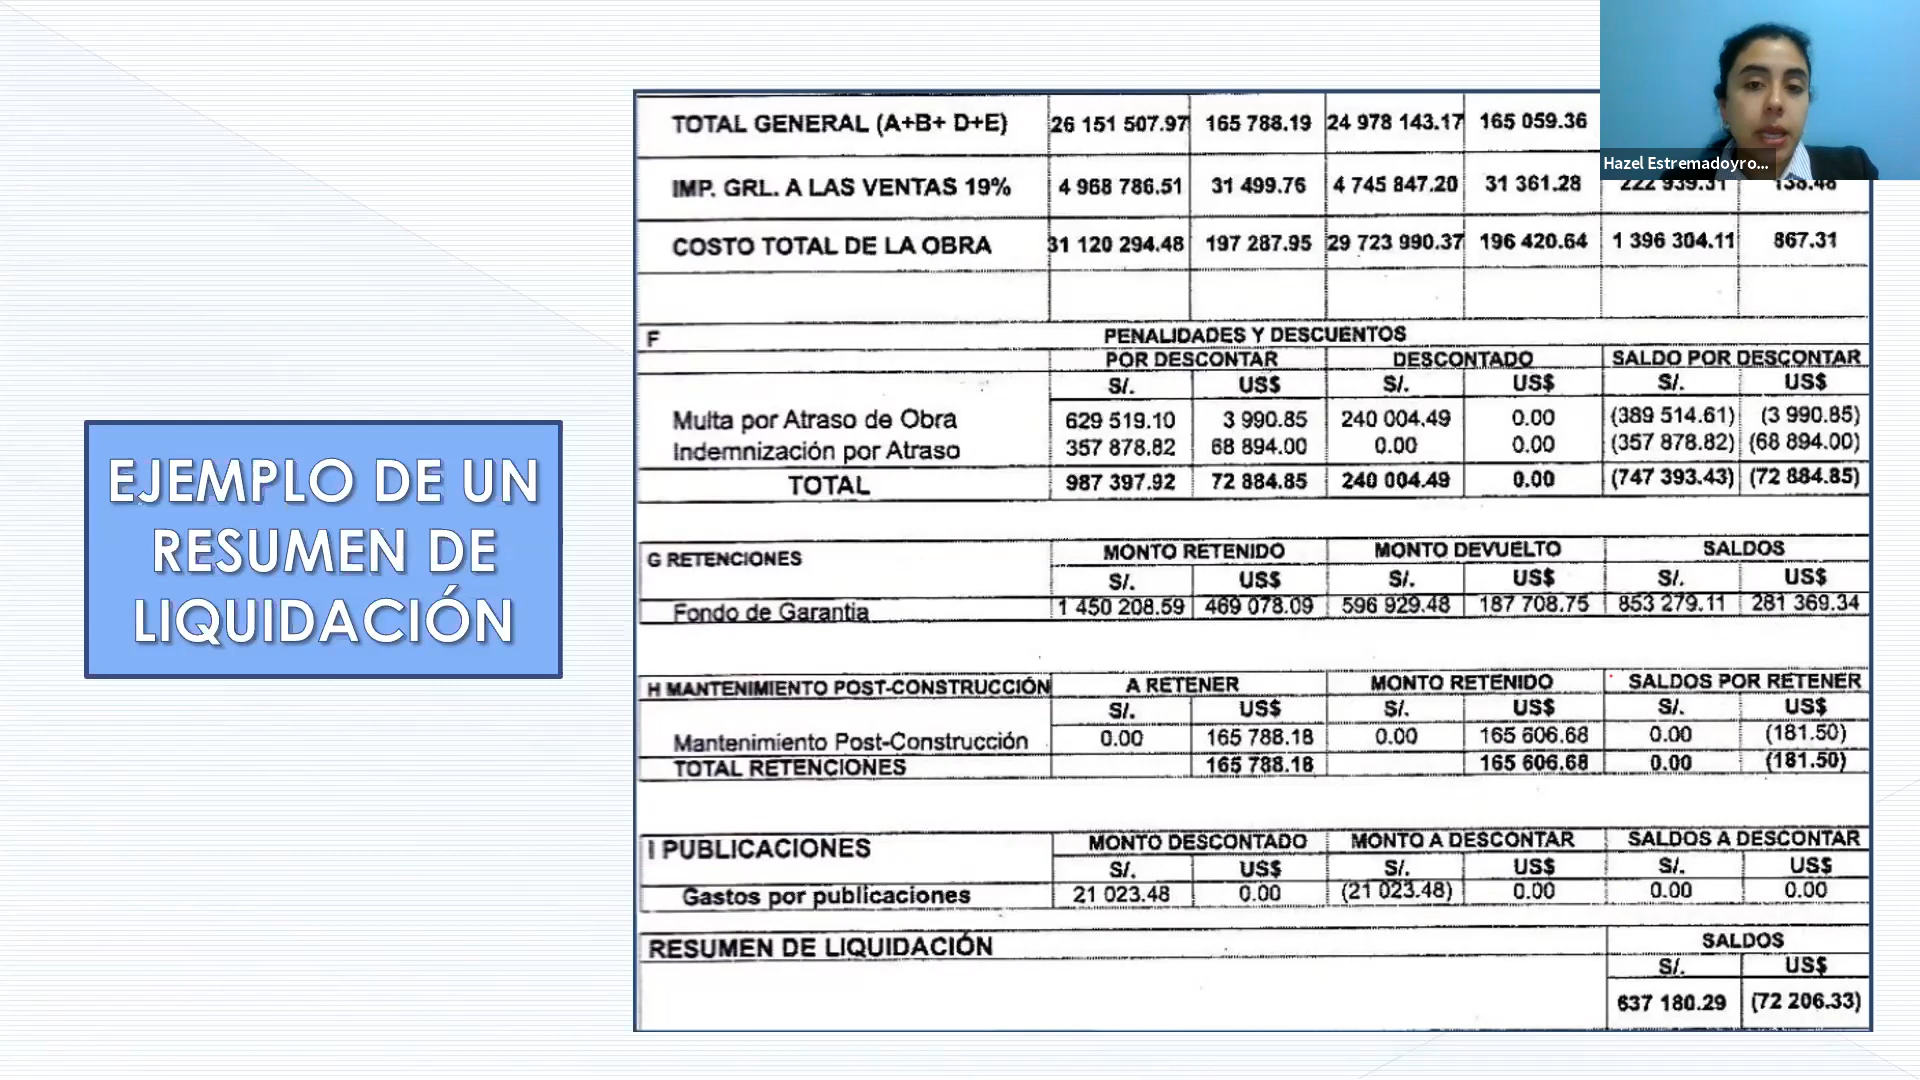 EJEMPLO DE UN
RESUMEN DE
LIQUIDACIÓN
Hazel Estremadoyro...
TOTAL GENERAL (A+B+ D+E) 26 151 507.97 165 788.19 24 978 143.17 165 059.36
IMP. GRL. A LAS VENTAS 19% 4 968 786.51 31 499.76 4 745 847.20 31 361.28 222 939.31 138.48
COSTO TOTAL DE LA OBRA 31 120 294.48 197 287.95 29 723 990.37 196 420.64 1 396 304.11 867.31
F PENALIDADES Y DESCUENTOS
POR DESCONTAR DESCONTADO SALDO POR DESCONTAR
S/. US$ S/. US$ S/. US$
Multa por Atraso de Obra 629 519.10 3 990.85 240 004.49 0.00 (389 514.61) (3 990.85)
Indemnización por Atraso 357 878.82 68 894.00 0.00 0.00 (357 878.82) (68 894.00)
TOTAL 987 397.92 72 884.85 240 004.49 0.00 (747 393.43) (72 884.85)
G RETENCIONES MONTO RETENIDO MONTO DEVUELTO SALDOS
S/. US$ S/. US$ S/. US$
Fondo de Garantia 1 450 208.59 469 078.09 596 929.48 187 708.75 853 279.11 281 369.34
H MANTENIMIENTO POST-CONSTRUCCIÓN A RETENER MONTO RETENIDO SALDOS POR RETENER
S/. US$ S/. US$ S/. US$
Mantenimiento Post-Construcción 0.00 165 788.18 0.00 165 606.68 0.00 (181.50)
TOTAL RETENCIONES 165 788.18 165 606.68 0.00 (181.50)
I PUBLICACIONES MONTO DESCONTADO MONTO A DESCONTAR SALDOS A DESCONTAR
S/. US$ S/. US$ S/. US$
Gastos por publicaciones 21 023.48 0.00 (21 023.48) 0.00 0.00 0.00
RESUMEN DE LIQUIDACIÓN SALDOS
S/. US$
637 180.29 (72 206.33)